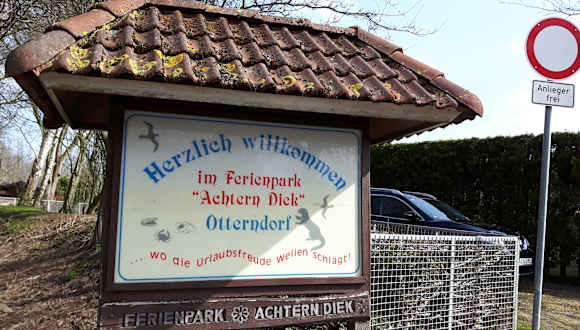 Herzlich willkommen
im Ferienpark
"Achtern Diek"
Otterndorf
... wo die Urlaubsfreude Wellen schlägt!
FERIENPARK ACHTERN DIEK
Anlieger
frei